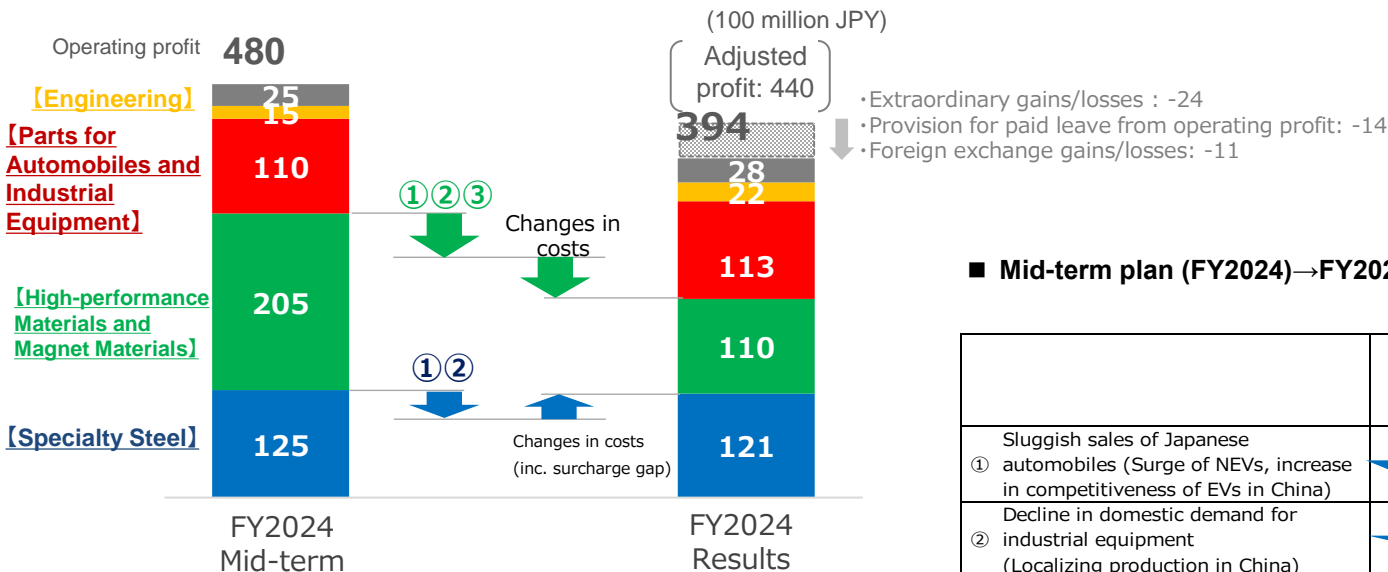 (100 million JPY)
Operating profit 480
Adjusted
profit: 440
394
・Extraordinary gains/losses : -24
・Provision for paid leave from operating profit: -14
・Foreign exchange gains/losses: -11
【Engineering】
25
15
【Parts for
Automobiles and
Industrial
Equipment】
110
①②③
Changes in
costs
28
22
113
■ Mid-term plan (FY2024)→FY202
【High-performance
Materials and
Magnet Materials】
205
110
①②
【Specialty Steel】
125
Changes in costs
(inc. surcharge gap)
121
Sluggish sales of Japanese
① automobiles (Surge of NEVs, increase
in competitiveness of EVs in China)
Decline in domestic demand for
② industrial equipment
(Localizing production in China)
FY2024
Mid-term
FY2024
Results